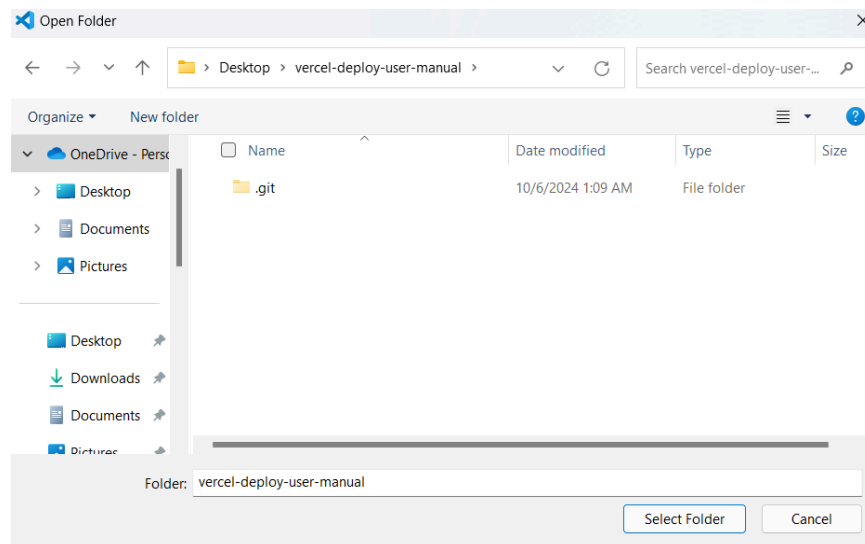 Open Folder
Desktop > vercel-deploy-user-manual >
Search vercel-deploy-user-...
Organize New folder
?
OneDrive - Perso
Desktop
Documents
Pictures
Desktop
Downloads
Documents
Pictures
Name Date modified Type Size
.git 10/6/2024 1:09 AM File folder
Folder: vercel-deploy-user-manual
Select Folder Cancel